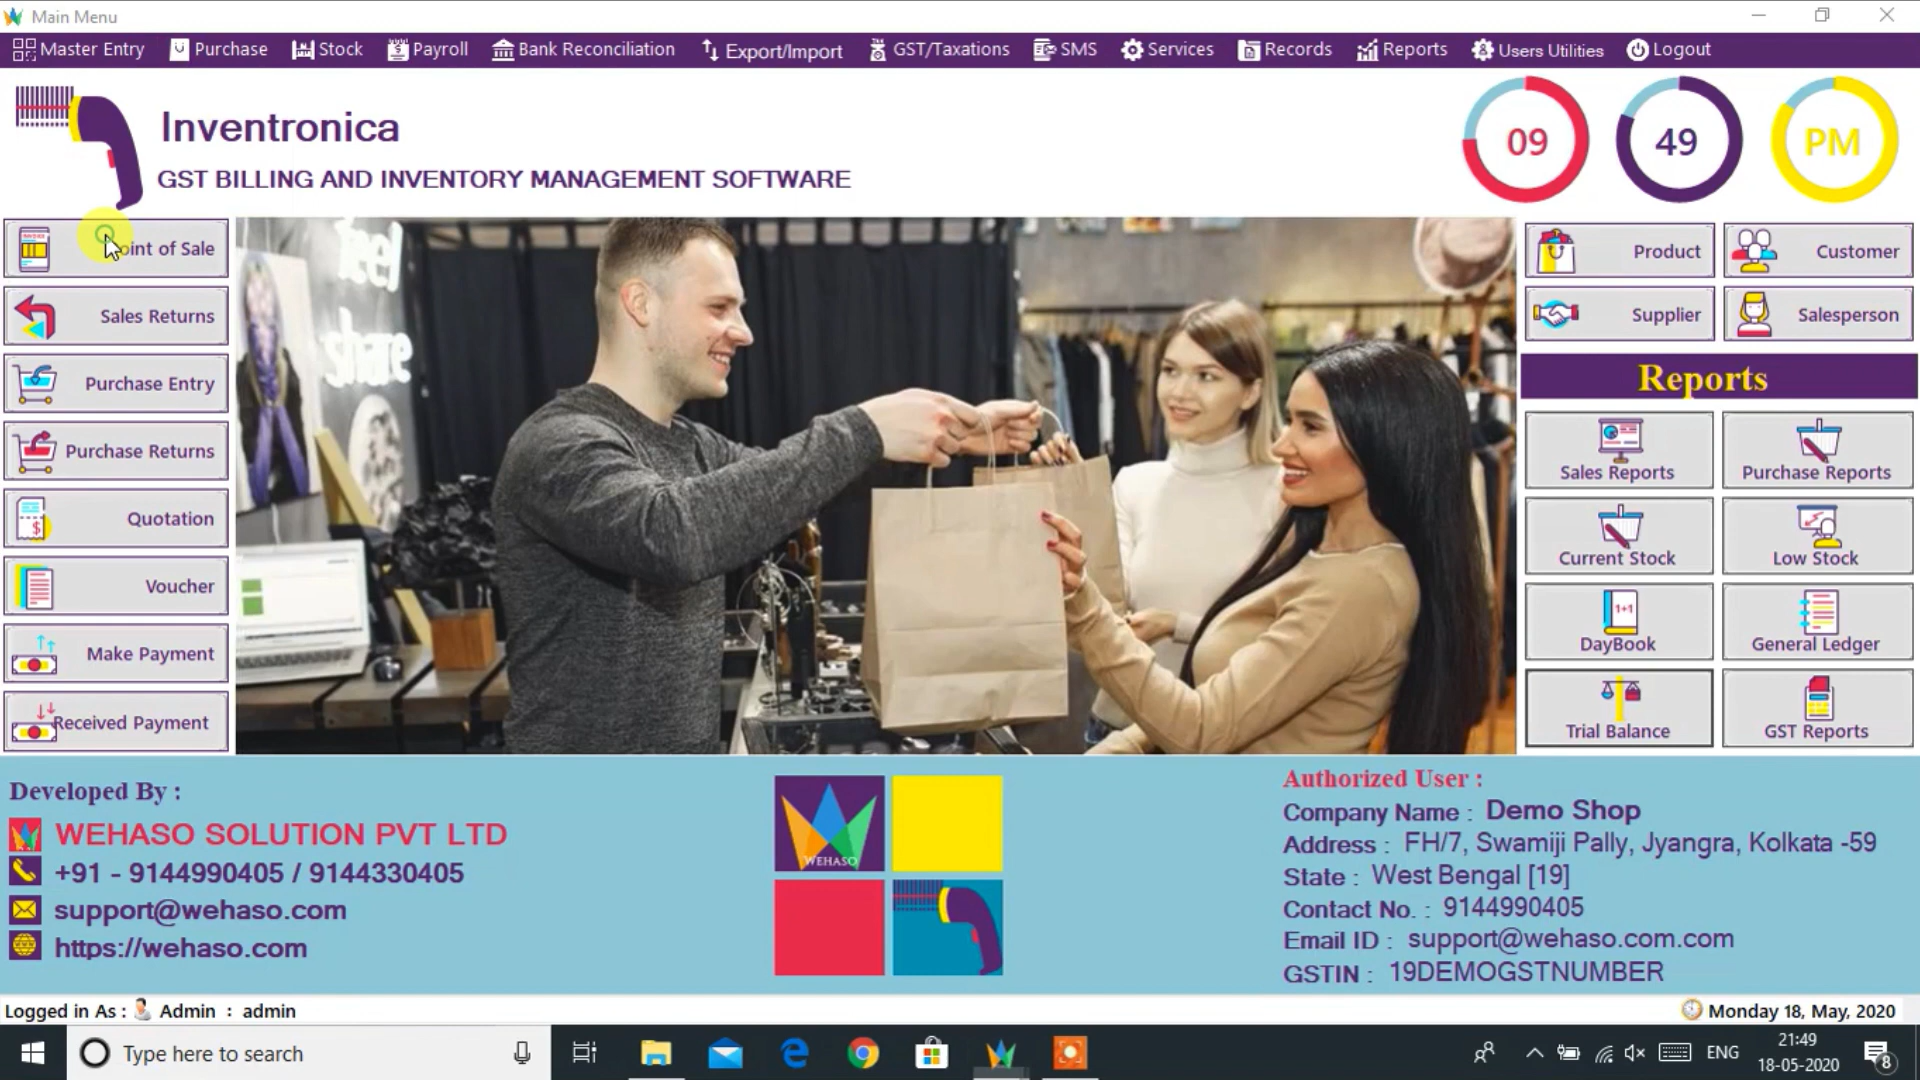 Main Menu
Master Entry Purchase Stock Payroll Bank Reconciliation Export/Import GST/Taxations SMS Services Records Reports Users Utilities Logout
Inventronica
GST BILLING AND INVENTORY MANAGEMENT SOFTWARE
09 49 PM
oint of Sale
Sales Returns
Purchase Entry
Purchase Returns
Quotation
Voucher
Make Payment
Received Payment
feel
share
Product Customer
Supplier Salesperson
Reports
Sales Reports Purchase Reports
Current Stock Low Stock
1+1
DayBook General Ledger
Trial Balance GST Reports
Developed By :
WEHASO SOLUTION PVT LTD
+91 - 9144990405 / 9144330405
support@wehaso.com
https://wehaso.com
WEHASO
Authorized User :
Company Name : Demo Shop
Address : FH/7, Swamiji Pally, Jyangra, Kolkata -59
State : West Bengal [19]
Contact No. : 9144990405
Email ID : support@wehaso.com.com
GSTIN : 19DEMOGSTNUMBER
Logged in As : Admin : admin
Monday 18, May, 2020
Type here to search
ENG
21:49
18-05-2020
8